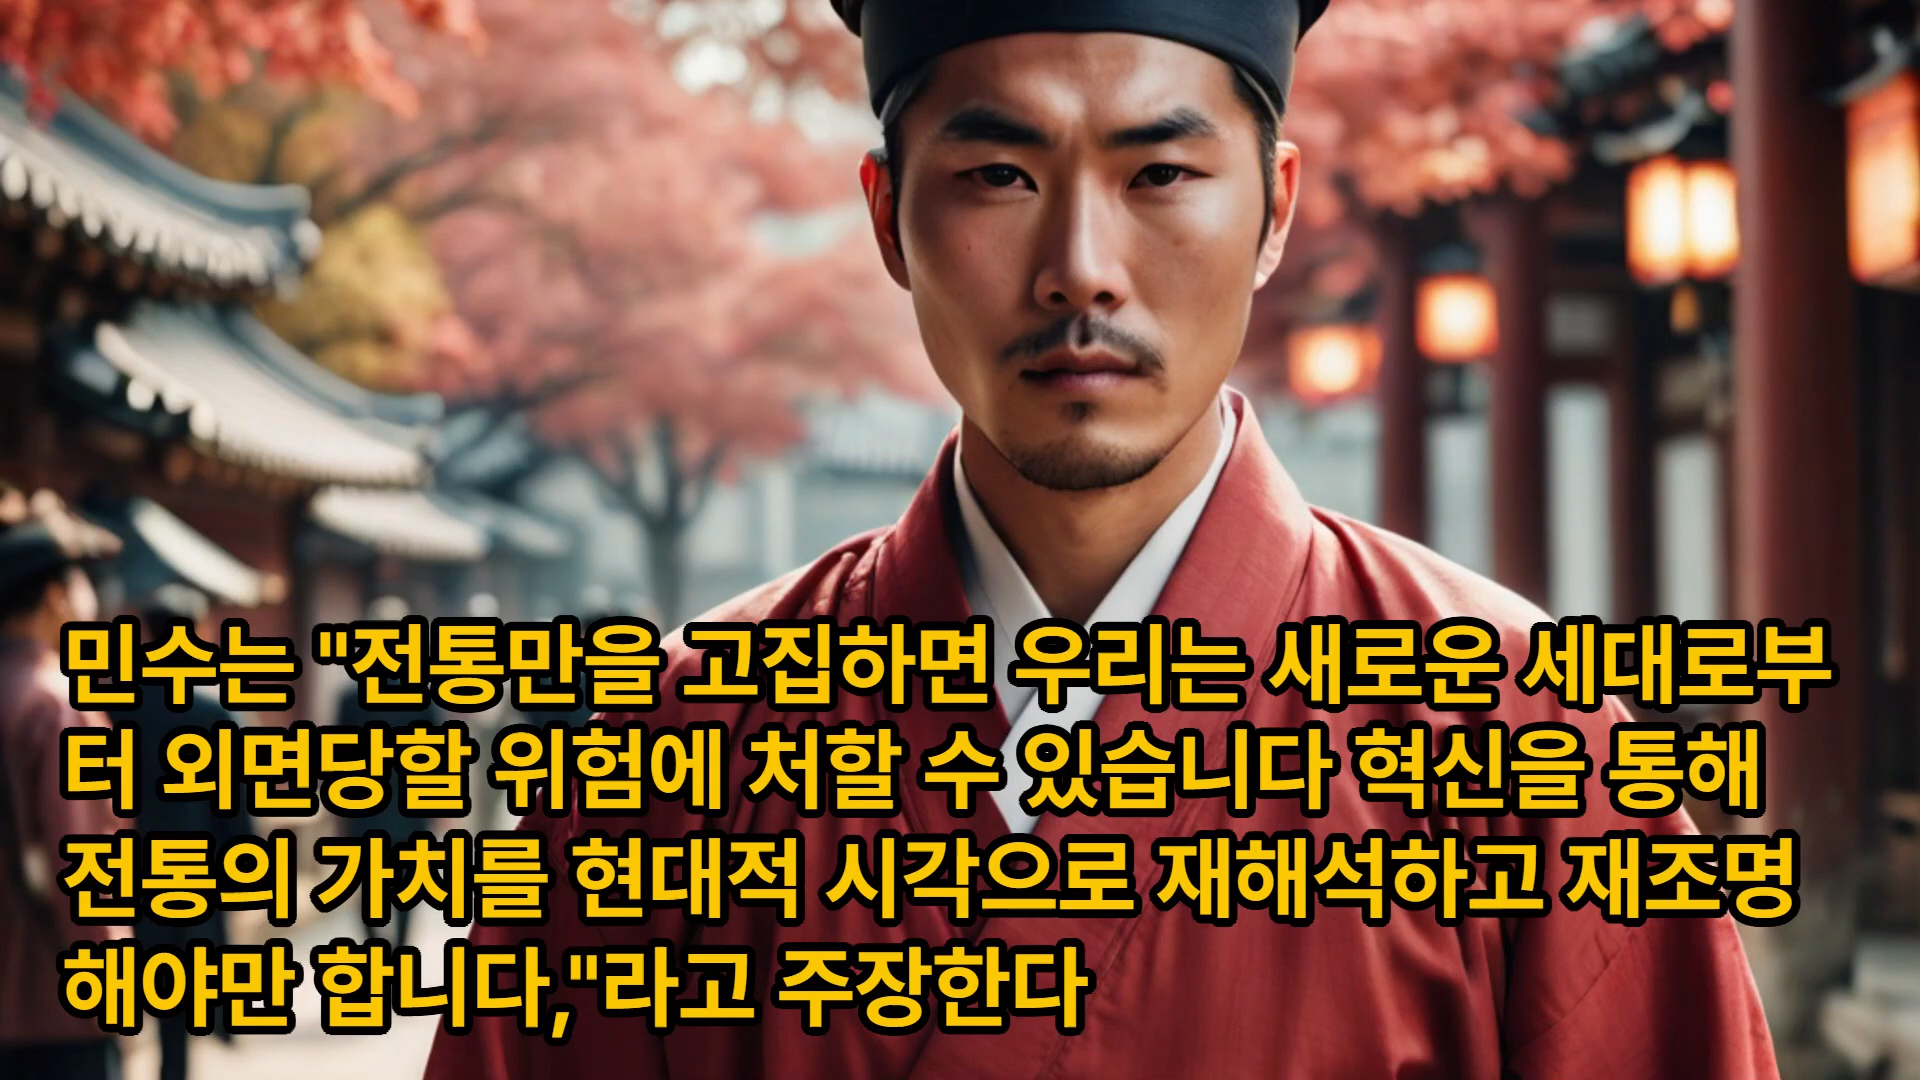 민수는 "전통만을 고집하면 우리는 새로운 세대로부
터 외면당할 위험에 처할 수 있습니다 혁신을 통해
전통의 가치를 현대적 시각으로 재해석하고 재조명
해야만 합니다,"라고 주장한다